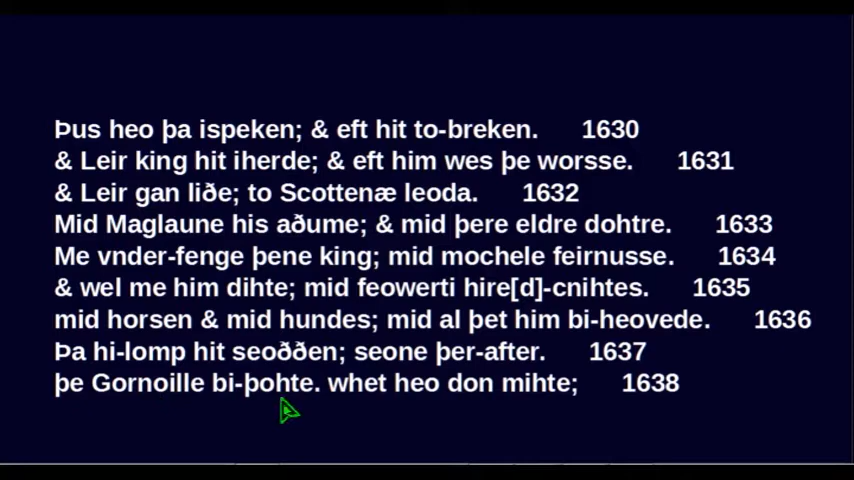 Þus heo þa ispeken; & eft hit to-breken. 1630
& Leir king hit iherde; & eft him wes þe worsse. 1631
& Leir gan liðe; to Scottenæ leoda. 1632
Mid Maglaune his aðume; & mid þere eldre dohtre. 1633
Me vnder-fenge þene king; mid mochele feirnusse. 1634
& wel me him dihte; mid feowerti hire[d]-cnihtes. 1635
mid horsen & mid hundes; mid al þet him bi-heovede. 1636
Þa hi-lomp hit seoððen; seone þer-after. 1637
þe Gornoille bi-þohte. whet heo don mihte; 1638